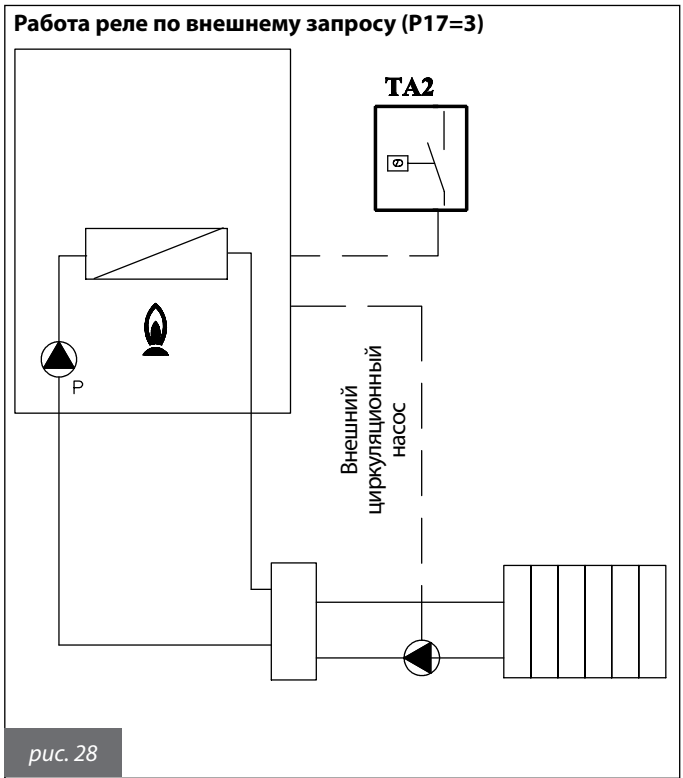 Работа реле по внешнему запросу (P17=3)
TA2
θ
P
Внешний
циркуляционный
насос
рис. 28